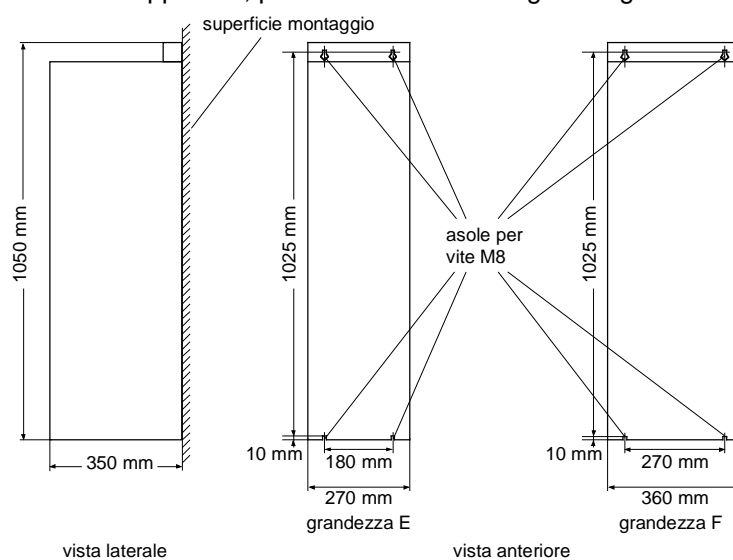 superficie montaggio
1050 mm
1025 mm
1025 mm
asole per
vite M8
10 mm
10 mm
350 mm
180 mm
270 mm
270 mm
360 mm
grandezza E
grandezza F
vista laterale
vista anteriore